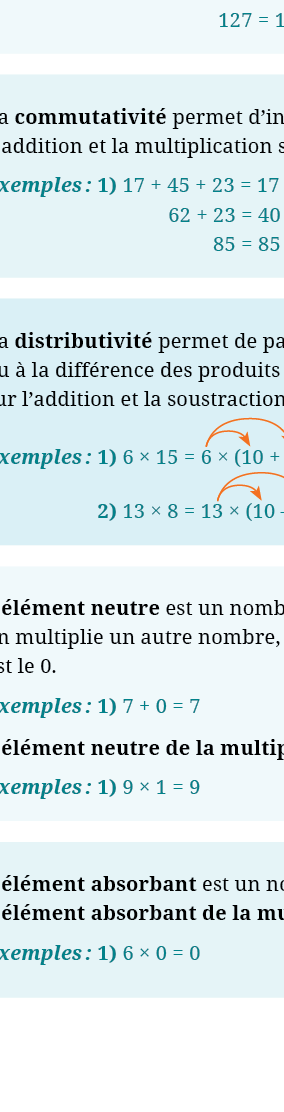 127 = 1
a commutativité permet d’in
addition et la multiplication s
xemples : 1) 17 + 45 + 23 = 17
62 + 23 = 40
85 = 85
a distributivité permet de pa
u à la différence des produits
ur l’addition et la soustraction
xemples : 1) 6 × 15 = 6 × (10 +
2) 13 × 8 = 13 × (10 -
élément neutre est un nomb
n multiplie un autre nombre,
st le 0.
xemples : 1) 7 + 0 = 7
élément neutre de la multip
xemples : 1) 9 × 1 = 9
élément absorbant est un no
élément absorbant de la mu
xemples : 1) 6 × 0 = 0